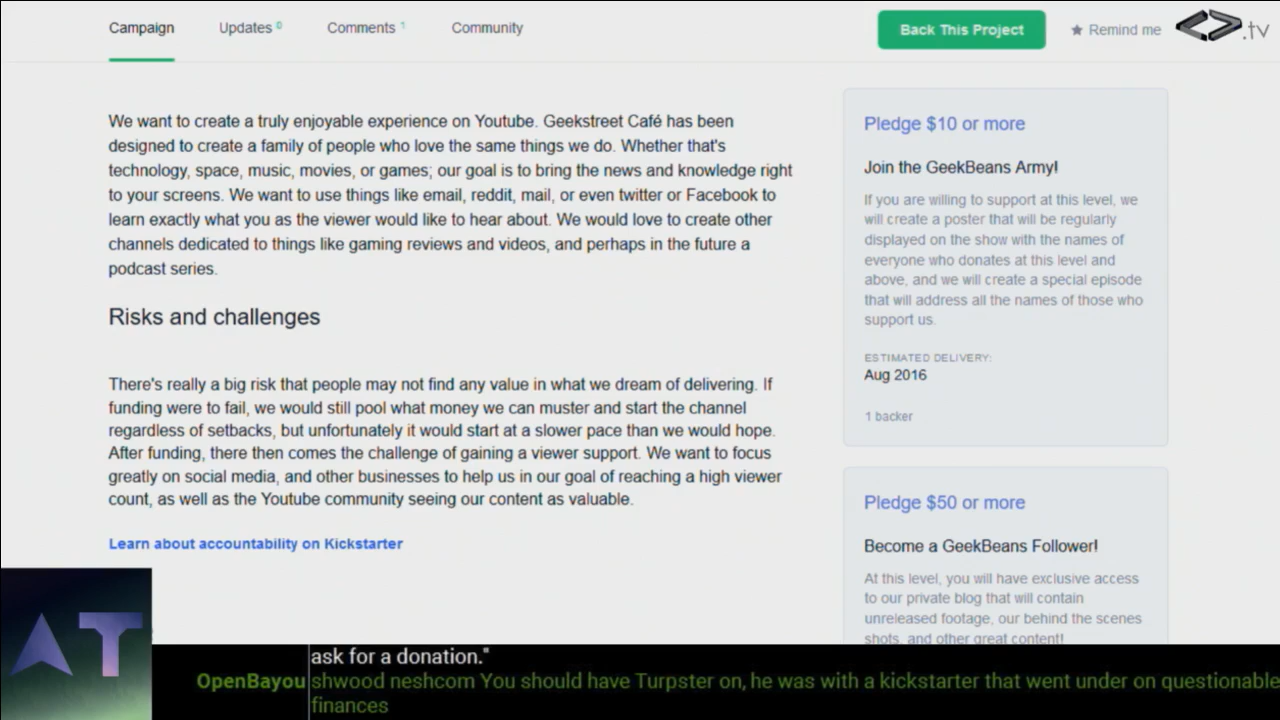 Campaign Updates 0 Comments 1 Community Back This Project Remind me .tv
We want to create a truly enjoyable experience on Youtube. Geekstreet Café has been
designed to create a family of people who love the same things we do. Whether that's
technology, space, music, movies, or games; our goal is to bring the news and knowledge right
to your screens. We want to use things like email, reddit, mail, or even twitter or Facebook to
learn exactly what you as the viewer would like to hear about. We would love to create other
channels dedicated to things like gaming reviews and videos, and perhaps in the future a
podcast series.
Risks and challenges
There's really a big risk that people may not find any value in what we dream of delivering. If
funding were to fail, we would still pool what money we can muster and start the channel
regardless of setbacks, but unfortunately it would start at a slower pace than we would hope.
After funding, there then comes the challenge of gaining a viewer support. We want to focus
greatly on social media, and other businesses to help us in our goal of reaching a high viewer
count, as well as the Youtube community seeing our content as valuable.
Learn about accountability on Kickstarter
Pledge $10 or more
Join the GeekBeans Army!
If you are willing to support at this level, we
will create a poster that will be regularly
displayed on the show with the names of
everyone who donates at this level and
above, and we will create a special episode
that will address all the names of those who
support us.
ESTIMATED DELIVERY:
Aug 2016
1 backer
Pledge $50 or more
Become a GeekBeans Follower!
At this level, you will have exclusive access
to our private blog that will contain
unreleased footage, our behind the scenes
shots, and other great content!
AT
ask for a donation."
OpenBayou shwood neshcom You should have Turpster on, he was with a kickstarter that went under on questionable
finances